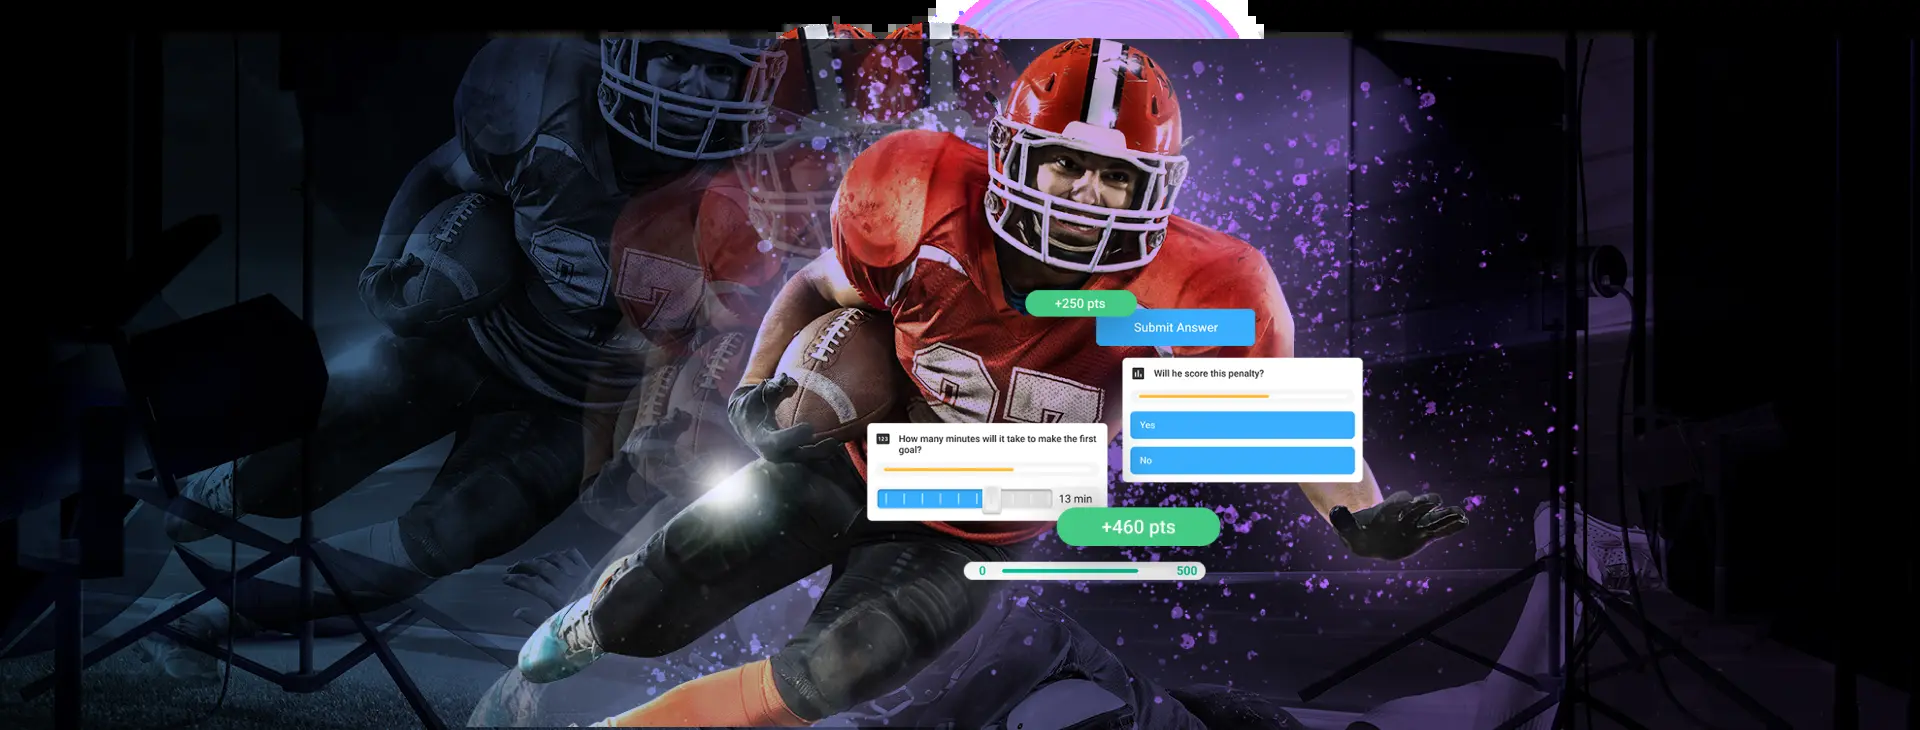 +250 pts
Submit Answer
Will he score this penalty?
Yes
No
123
How many minutes will it take to make the first
goal?
13 min
+460 pts
0
500